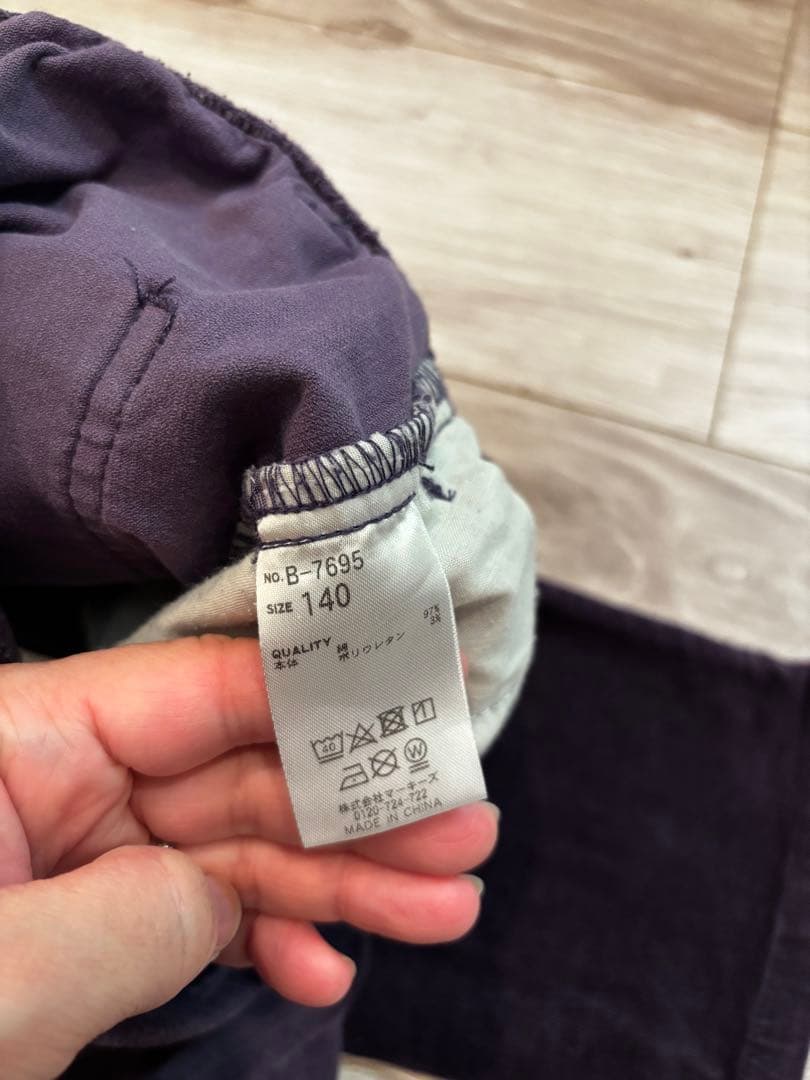 NO. B-7695
SIZE 140
QUALITY 綿 97%
本体 ポリウレタン 3%
40
株式会社マーキーズ
0120-724-722
MADE IN CHINA